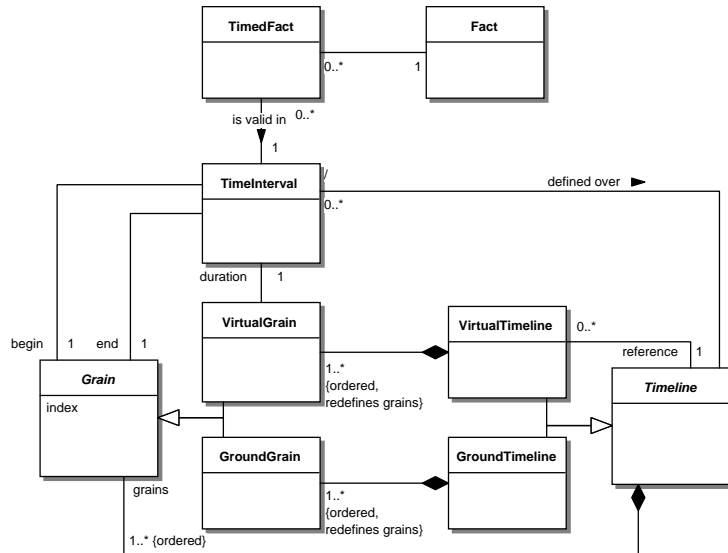 TimedFact
Fact
0..*
1
is valid in
0..*
1
TimeInterval
/
0..*
defined over
duration
1
begin
1
end
1
VirtualGrain
VirtualTimeline
0..*
reference
1
1..*
{ordered,
redefines grains}
Grain
index
Timeline
GroundGrain
GroundTimeline
grains
1..*
{ordered,
redefines grains}
1..* {ordered}